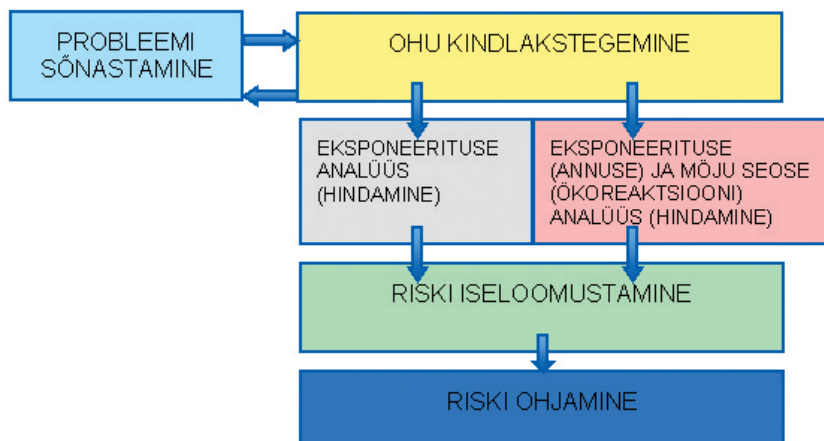 PROBLEEMI
SÕNASTAMINE
OHU KINDLAKSTEGEMINE
EKSPONEERITUSE
ANALÜÜS
(HINDAMINE)
EKSPONEERITUSE
(ANNUSE) JA MÕJU SEOSE
(ÖKOREAKTSIOONI)
ANALÜÜS (HINDAMINE)
RISKI ISELOOMUSTAMINE
RISKI OHJAMINE